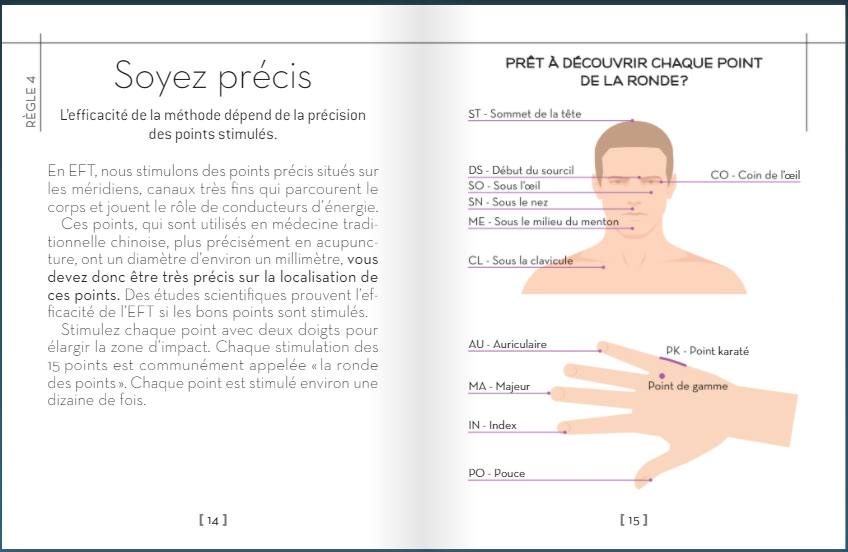 RÈGLE 4
Soyez précis
L'efficacité de la méthode dépend de la précision
des points stimulés.
En EFT, nous stimulons des points précis situés sur
les méridiens, canaux très fins qui parcourent le
corps et jouent le rôle de conducteurs d'énergie.
Ces points, qui sont utilisés en médecine tradi-
tionnelle chinoise, plus précisément en acupunc-
ture, ont un diamètre d'environ un millimètre, vous
devez donc être très précis sur la localisation de
ces points. Des études scientifiques prouvent l'ef-
ficacité de l'EFT si les bons points sont stimulés.
Stimulez chaque point avec deux doigts pour
élargir la zone d'impact. Chaque stimulation des
15 points est communément appelée « la ronde
des points ». Chaque point est stimulé environ une
dizaine de fois.
[ 14 ]
PRÊT À DÉCOUVRIR CHAQUE POINT
DE LA RONDE ?
ST - Sommet de la tête
DS - Début du sourcil
CO - Coin de l'œil
SO - Sous l'œil
SN - Sous le nez
ME - Sous le milieu du menton
CL - Sous la clavicule
AU - Auriculaire
PK - Point karaté
MA - Majeur
Point de gamme
IN - Index
PO - Pouce
[ 15 ]